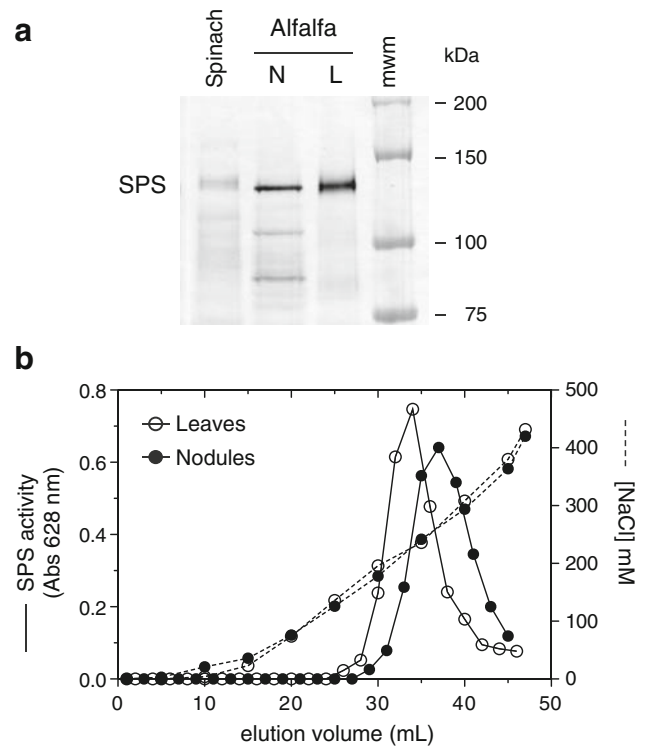 a
Spinach
Alfalfa
N L
mwm
kDa
SPS
– 200
– 150
– 100
– 75
b
Leaves
Nodules
SPS activity
(Abs 628 nm)
0.8
0.6
0.4
0.2
0.0
500
400
300
200
100
0
[NaCl] mM
0 10 20 30 40 50
elution volume (mL)